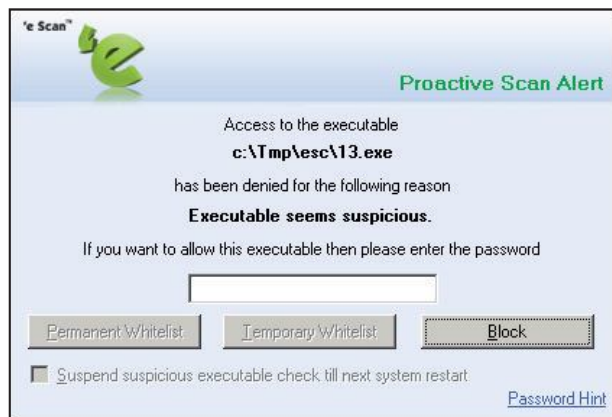 'e Scan™
Proactive Scan Alert
Access to the executable
c:\Tmp\esc\13.exe
has been denied for the following reason
Executable seems suspicious.
If you want to allow this executable then please enter the password
Permanent Whitelist Temporary Whitelist Block
Suspend suspicious executable check till next system restart
Password Hint